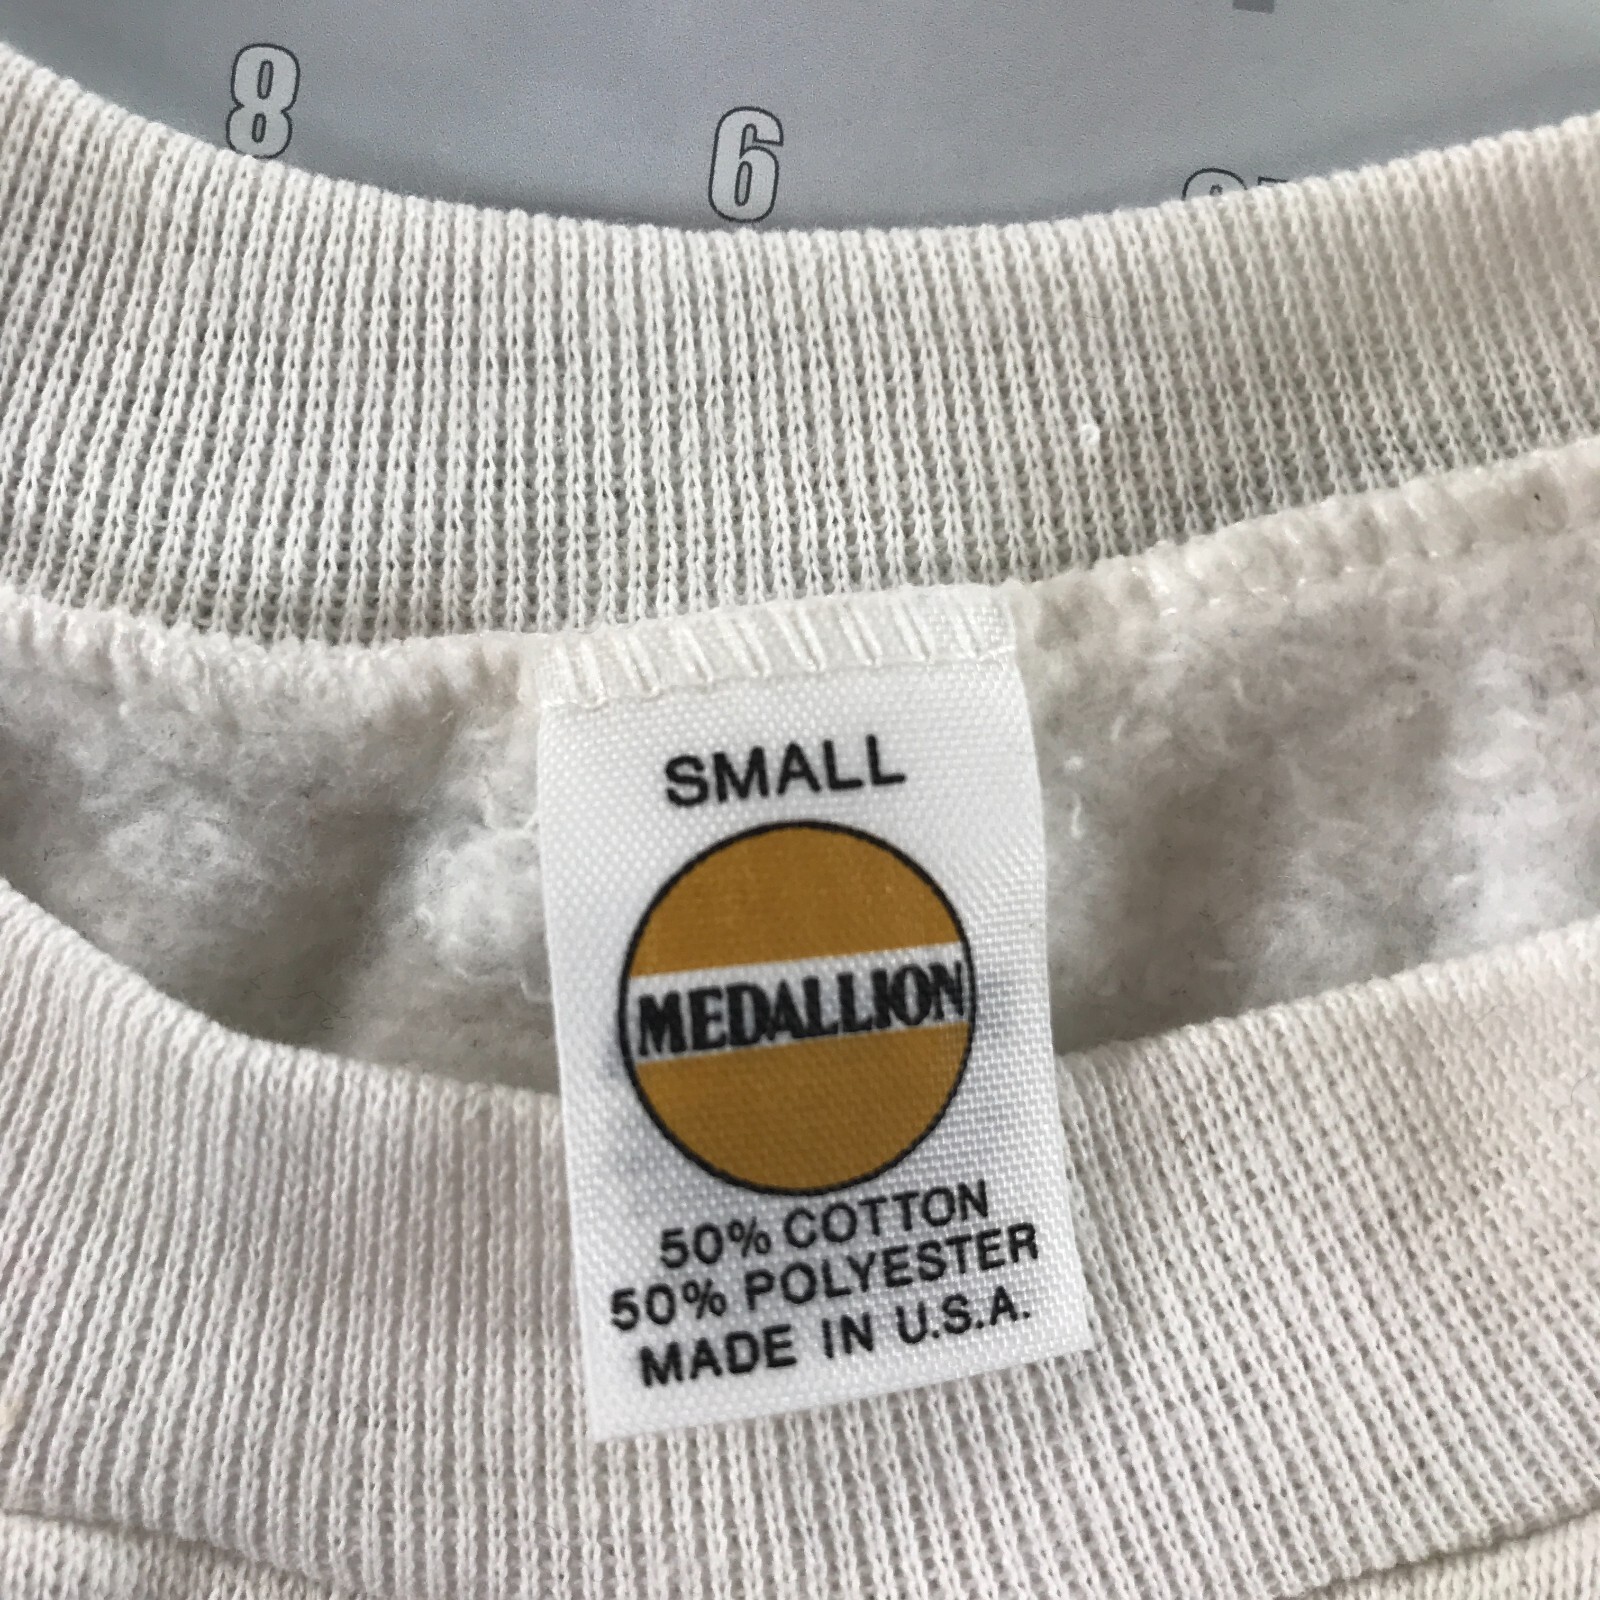 8
6
SMALL
MEDALLION
50% COTTON
50% POLYESTER
MADE IN U.S.A.